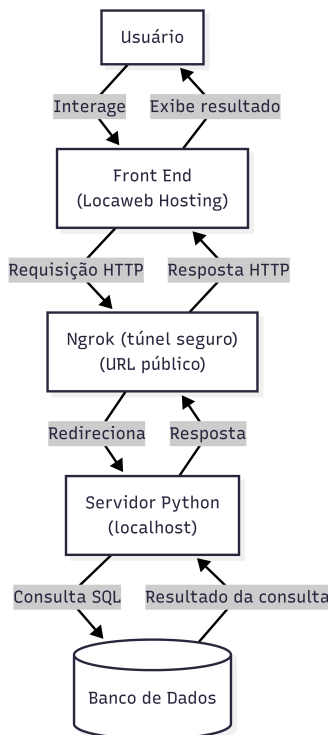 Usuário
Interage
Exibe resultado
Front End
(Locaweb Hosting)
Requisição HTTP
Resposta HTTP
Ngrok (túnel seguro)
(URL público)
Redireciona
Resposta
Servidor Python
(localhost)
Consulta SQL
Resultado da consulta
Banco de Dados